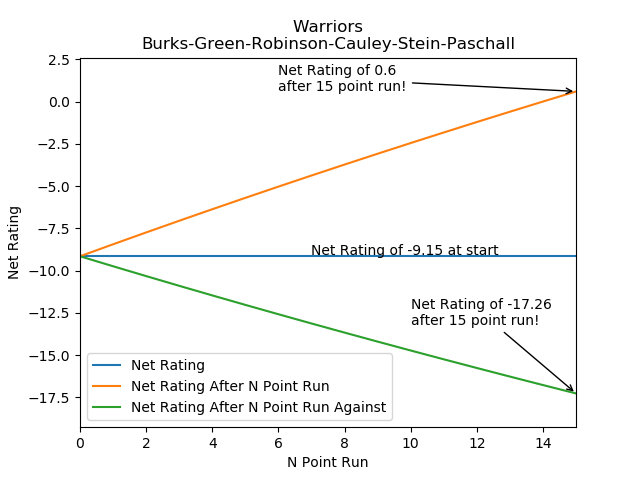 Warriors
Burks-Green-Robinson-Cauley-Stein-Paschall
Net Rating
2.5
0.0
−2.5
−5.0
−7.5
−10.0
−12.5
−15.0
−17.5
Net Rating of 0.6
after 15 point run!
Net Rating of -9.15 at start
Net Rating of -17.26
after 15 point run!
Net Rating
Net Rating After N Point Run
Net Rating After N Point Run Against
0
2
4
6
8
10
12
14
N Point Run